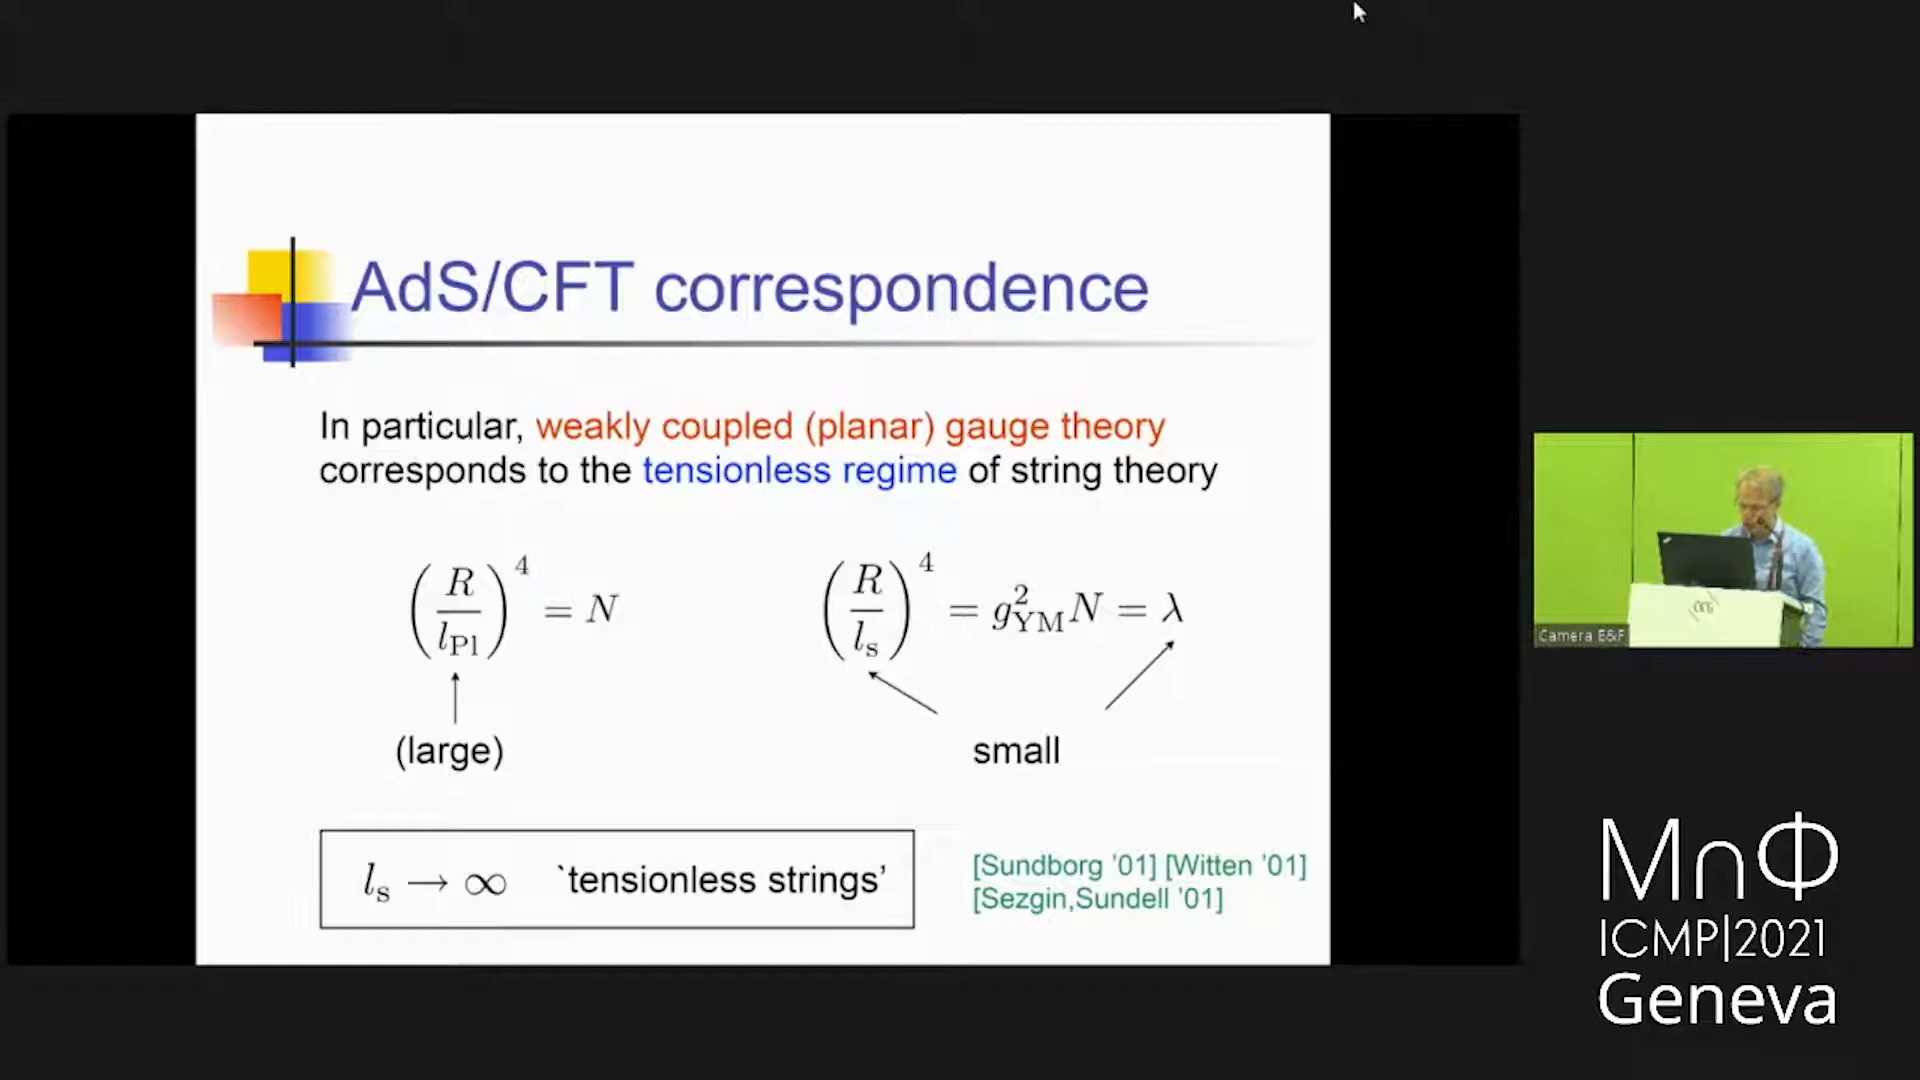 AdS/CFT correspondence
In particular, weakly coupled (planar) gauge theory
corresponds to the tensionless regime of string theory
(R/l_Pl)^4 = N
(R/l_s)^4 = g_YM^2 N = λ
(large)
small
l_s → ∞ `tensionless strings'
[Sundborg '01] [Witten '01]
[Sezgin,Sundell '01]
Camera E&F
M∩Φ
ICMP|2021
Geneva